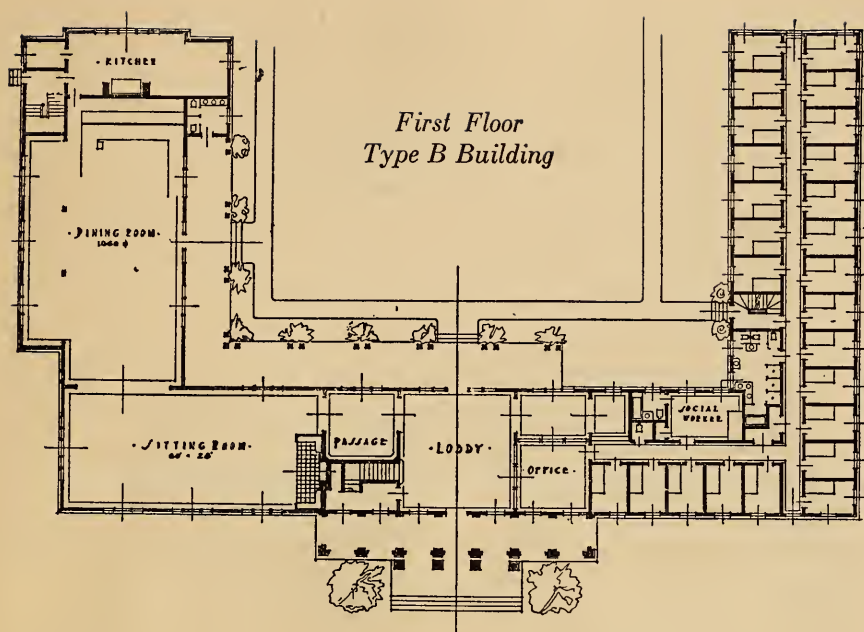 First Floor
Type B Building
· KITCHEN ·
· DINING ROOM ·
· SITTING ROOM ·
PASSAGE
· LOBBY ·
OFFICE ·
SOCIAL
WORKER